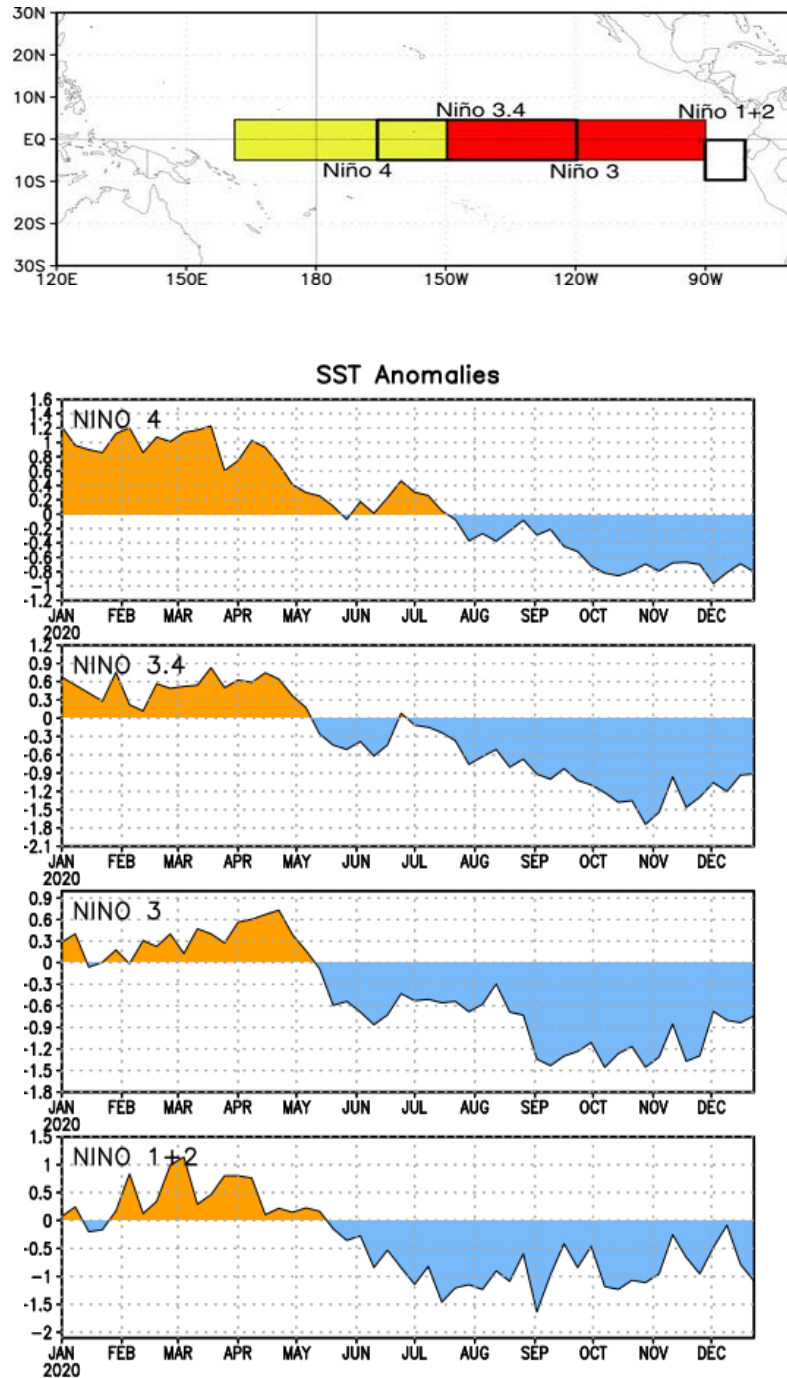 30N
20N
10N
EQ
10S
20S
30S
Niño 3.4
Niño 1+2
Niño 4
Niño 3
120E 150E 180 150W 120W 90W
SST Anomalies
NINO 4
1.6
1.4
1.2
1
0.8
0.6
0.4
0.2
0
-0.2
-0.4
-0.6
-0.8
-1
-1.2
JAN FEB MAR APR MAY JUN JUL AUG SEP OCT NOV DEC
2020
NINO 3.4
1.2
0.9
0.6
0.3
0
-0.3
-0.6
-0.9
-1.2
-1.5
-1.8
-2.1
JAN FEB MAR APR MAY JUN JUL AUG SEP OCT NOV DEC
2020
NINO 3
0.9
0.6
0.3
0
-0.3
-0.6
-0.9
-1.2
-1.5
-1.8
JAN FEB MAR APR MAY JUN JUL AUG SEP OCT NOV DEC
2020
NINO 1+2
1.5
1
0.5
0
-0.5
-1
-1.5
-2
JAN FEB MAR APR MAY JUN JUL AUG SEP OCT NOV DEC
2020